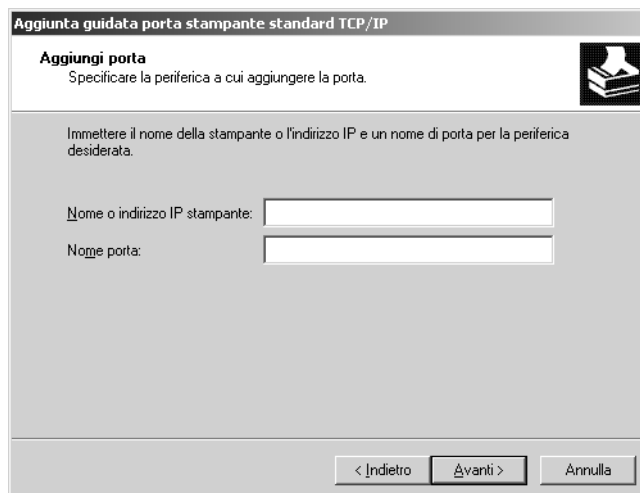 Aggiunta guidata porta stampante standard TCP/IP
Aggiungi porta
Specificare la periferica a cui aggiungere la porta.
Immettere il nome della stampante o l'indirizzo IP e un nome di porta per la periferica
desiderata.
Nome o indirizzo IP stampante:
Nome porta:
< Indietro
Avanti >
Annulla